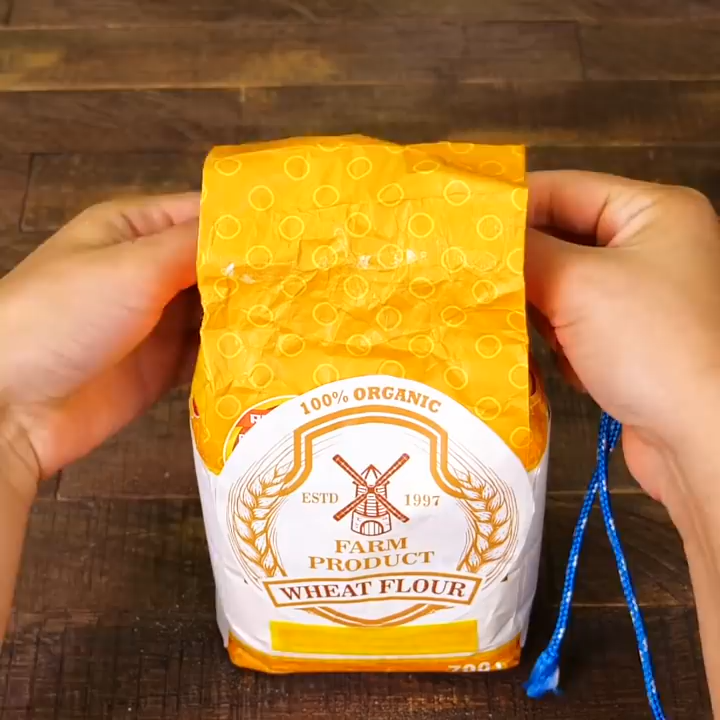 100% ORGANIC
ESTD 1997
FARM
PRODUCT
WHEAT FLOUR